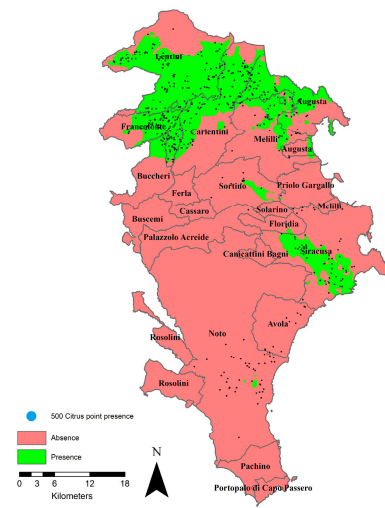 Lentini
Augusta
Francofonte
Carlentini
Melilli
Augusta
Buccheri
Sortino
Priolo Gargallo
Ferla
Melilli
Cassaro
Solarino
Buscemi
Floridia
Palazzolo Acreide
Siracusa
Canicattini Bagni
Avola
Noto
Rosolini
Rosolini
500 Citrus point presence
Absence
Presence
N
0 3 6 12 18
Kilometers
Pachino
Portopalo di Capo Passero